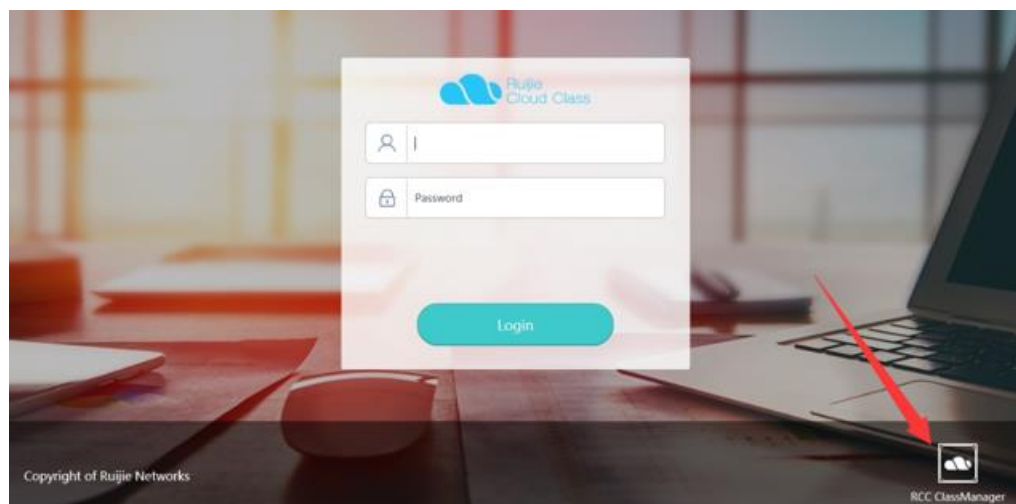 Ruijie
Cloud Class
Password
Login
Copyright of Ruijie Networks
RCC ClassManager